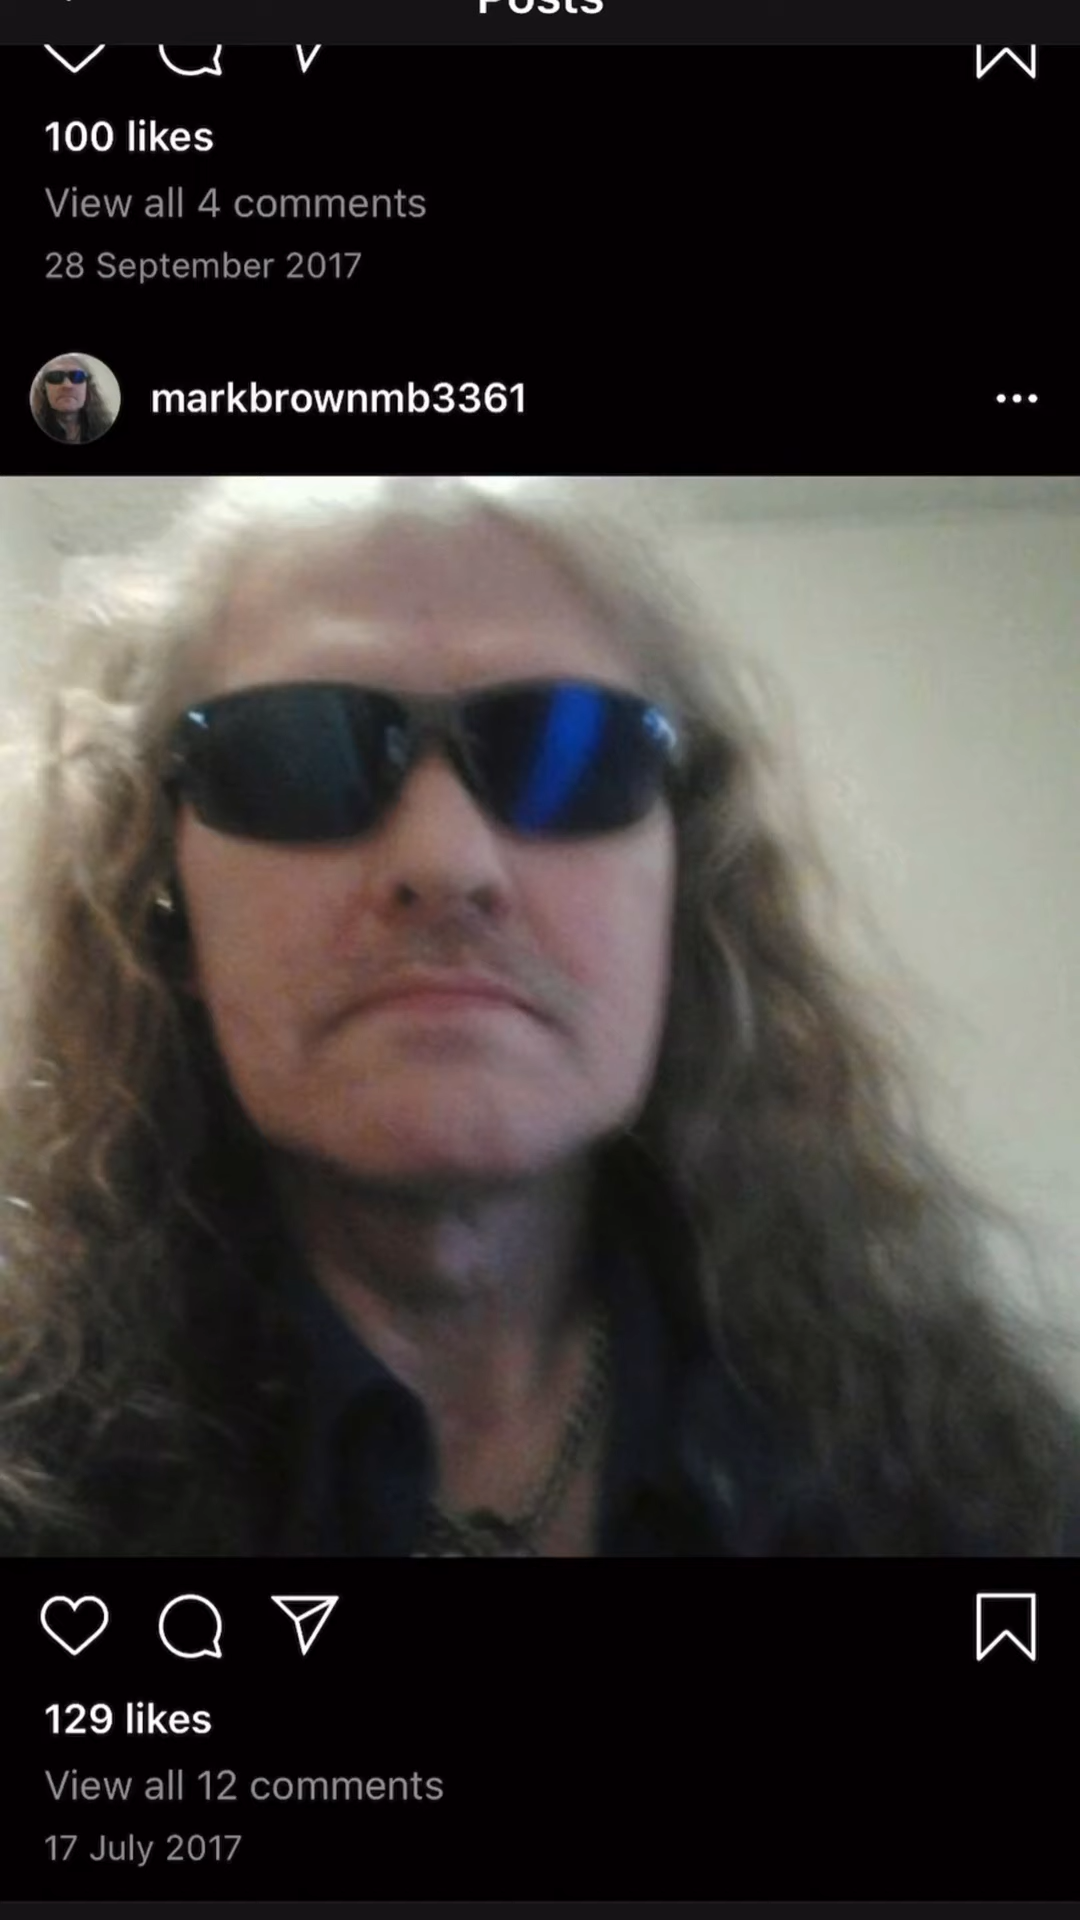 Posts
100 likes
View all 4 comments
28 September 2017
markbrownmb3361
129 likes
View all 12 comments
17 July 2017